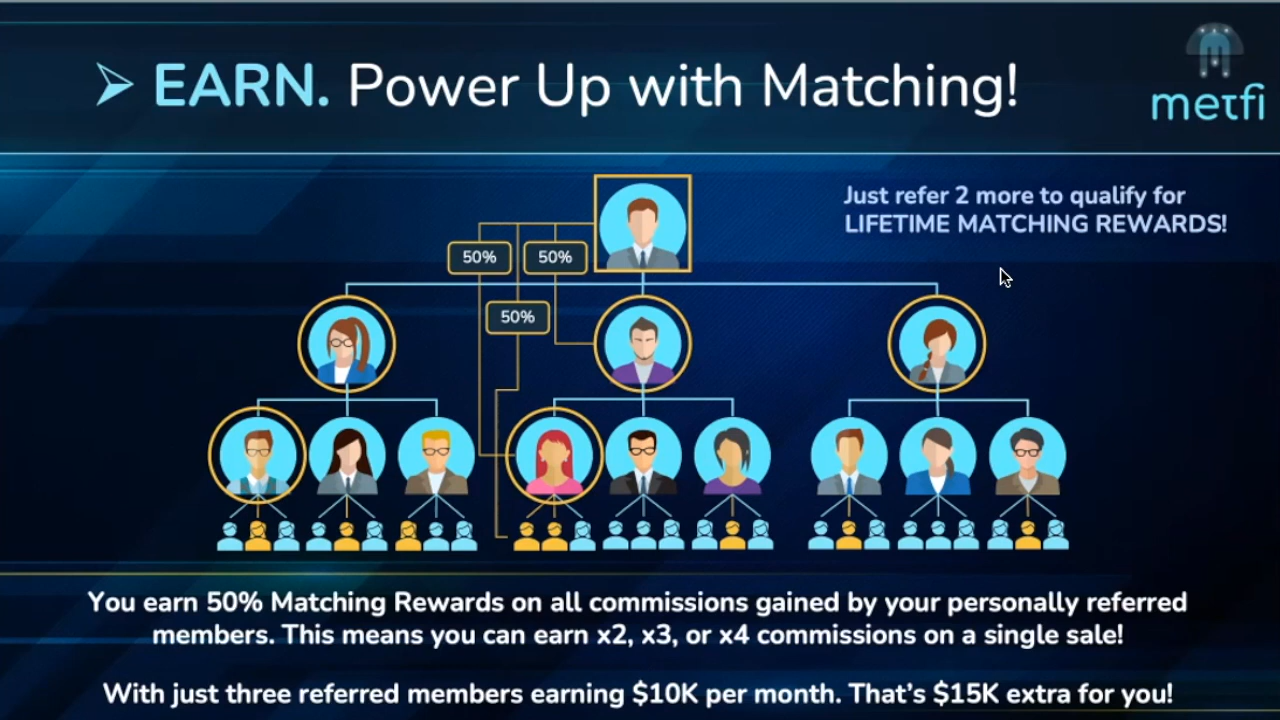 EARN. Power Up with Matching!
metfi
Just refer 2 more to qualify for
LIFETIME MATCHING REWARDS!
50%
50%
50%
You earn 50% Matching Rewards on all commissions gained by your personally referred
members. This means you can earn x2, x3, or x4 commissions on a single sale!
With just three referred members earning $10K per month. That's $15K extra for you!